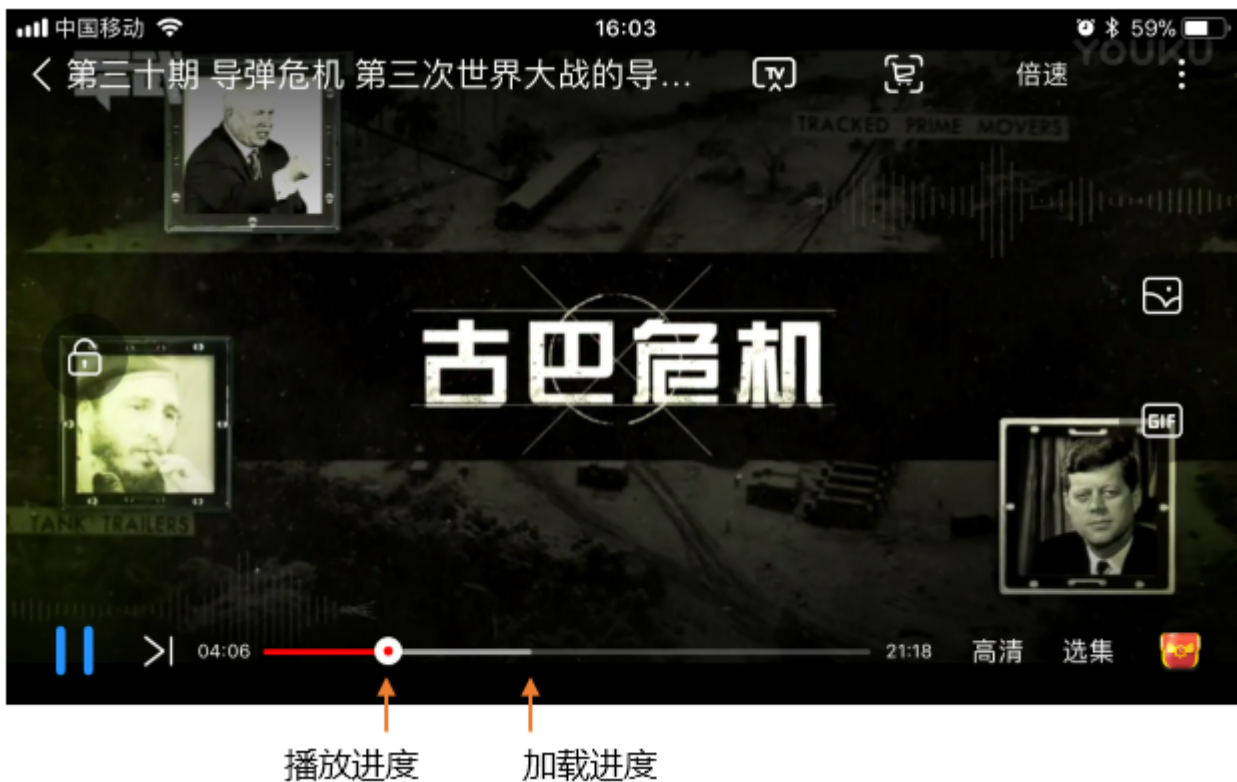 中国移动 16:03 59%
YOUKU
第三十期 导弹危机 第三次世界大战的导... TV 倍速
TRACKED PRIME MOVERS
古巴危机
GIF
TANK TRAILERS
04:06 21:18 高清 选集
播放进度 加载进度